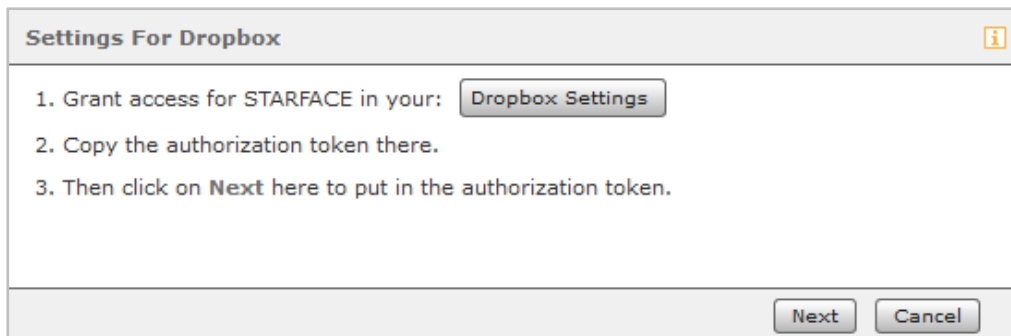 Settings For Dropbox
1. Grant access for STARFACE in your: Dropbox Settings
2. Copy the authorization token there.
3. Then click on Next here to put in the authorization token.
Next Cancel